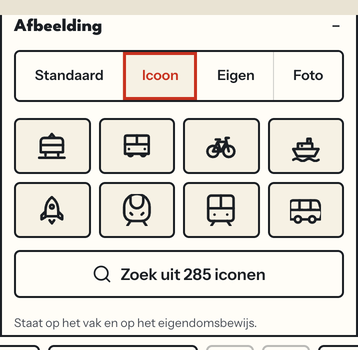 Afbeelding –
Standaard Icoon Eigen Foto
Zoek uit 285 iconen
Staat op het vak en op het eigendomsbewijs.